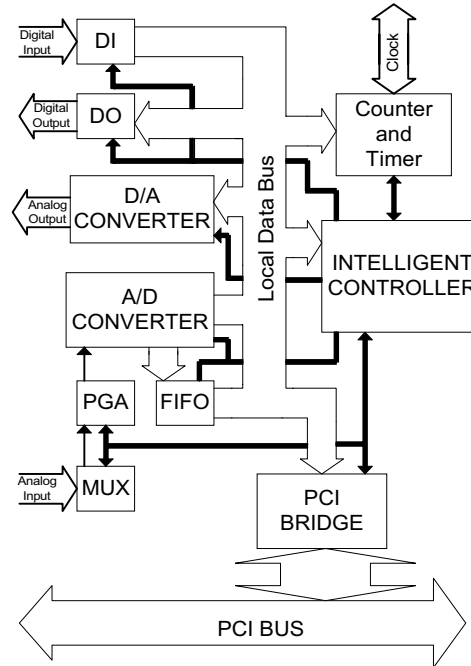 Digital
Input
DI
Clock
Digital
Output
DO
Counter
and
Timer
Analog
Output
D/A
CONVERTER
Local Data Bus
INTELLIGENT
CONTROLLER
A/D
CONVERTER
PGA
FIFO
Analog
Input
MUX
PCI
BRIDGE
PCI BUS